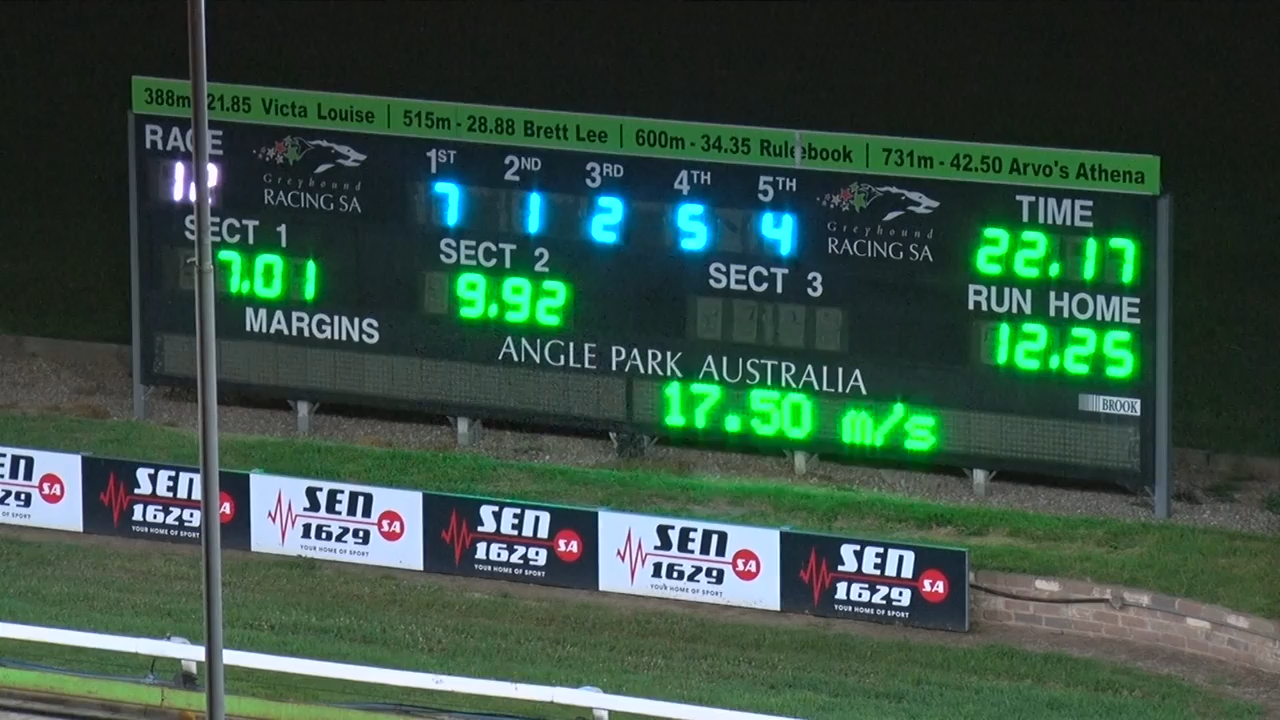 388m 21.85 Victa Louise | 515m - 28.88 Brett Lee | 600m - 34.35 Rulebook | 731m - 42.50 Arvo's Athena
RACE
12
Greyhound
RACING SA
1ST 2ND 3RD 4TH 5TH
7 1 2 5 4
Greyhound
RACING SA
TIME
22.17
SECT 1
7.01
SECT 2
9.92
SECT 3
RUN HOME
12.25
MARGINS
ANGLE PARK AUSTRALIA
17.50 m/s
BROOK
EN
29 SA
OF SPORT
SEN
1629 A
YOUR HOME OF SPORT
SEN
1629 SA
YOUR HOME OF SPORT
SEN
1629 SA
YOUR HOME OF SPORT
SEN
1629 SA
YOUR HOME OF SPORT
SEN
1629 SA
YOUR HOME OF SPORT